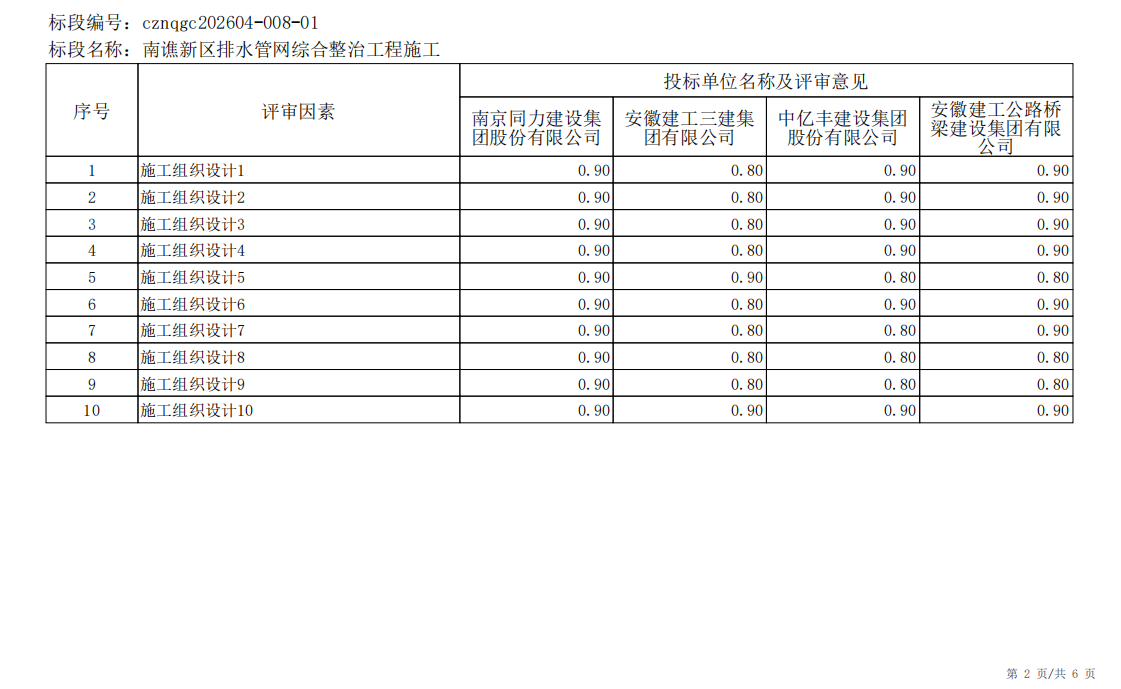 标段编号：cznqgc202604-008-01
标段名称：南谯新区排水管网综合整治工程施工
序号 评审因素 投标单位名称及评审意见
南京同力建设集团股份有限公司 安徽建工三建集团有限公司 中亿丰建设集团股份有限公司 安徽建工公路桥梁建设集团有限公司
1 施工组织设计1 0.90 0.80 0.90 0.90
2 施工组织设计2 0.90 0.80 0.90 0.90
3 施工组织设计3 0.90 0.80 0.90 0.90
4 施工组织设计4 0.90 0.80 0.90 0.90
5 施工组织设计5 0.90 0.90 0.80 0.80
6 施工组织设计6 0.90 0.80 0.90 0.90
7 施工组织设计7 0.90 0.80 0.80 0.90
8 施工组织设计8 0.90 0.80 0.80 0.80
9 施工组织设计9 0.90 0.80 0.80 0.80
10 施工组织设计10 0.90 0.90 0.90 0.90
第 2 页/共 6 页